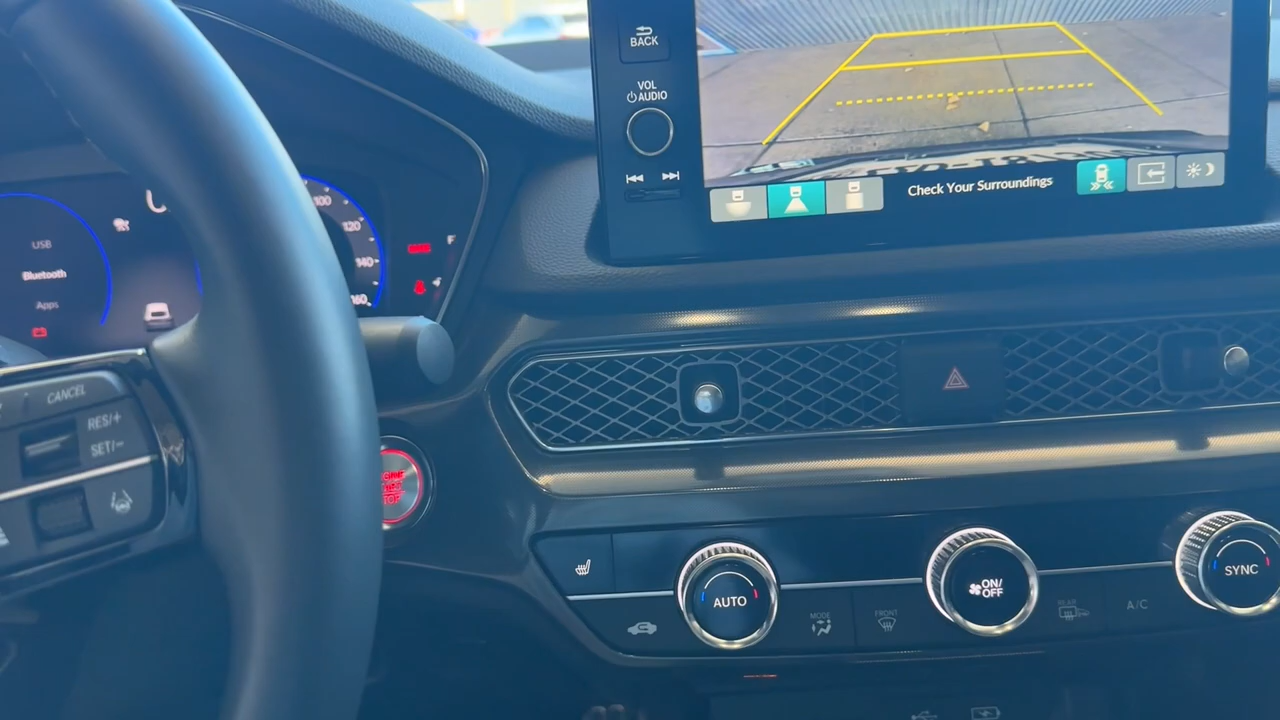 BACK
VOL
AUDIO
Check Your Surroundings
100
120
140
160
F
USB
Bluetooth
Apps
CANCEL
RES/+
SET/-
AUTO
MODE
FRONT
ON/
OFF
REAR
A/C
SYNC